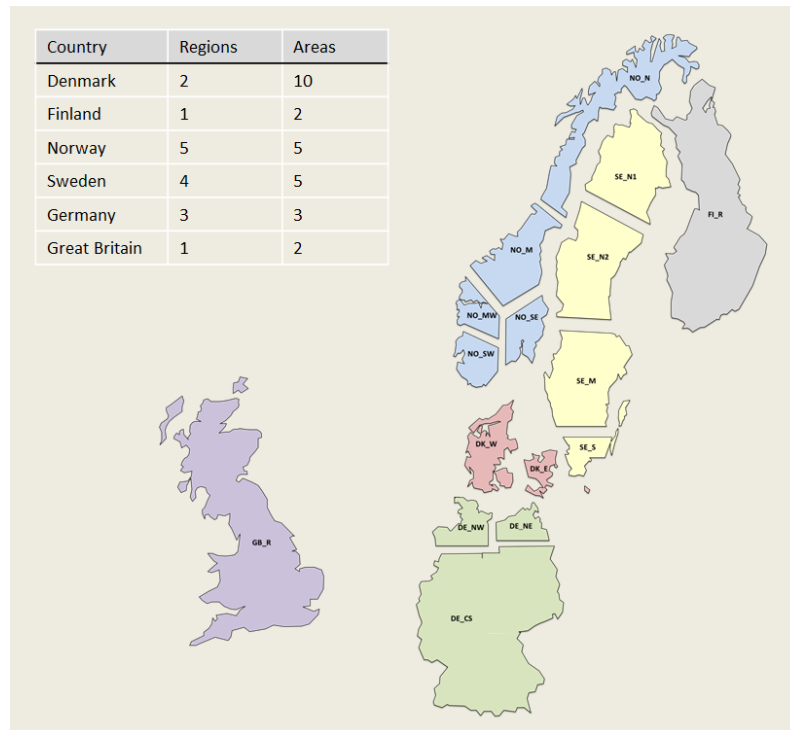 Country Regions Areas
Denmark 2 10
Finland 1 2
Norway 5 5
Sweden 4 5
Germany 3 3
Great Britain 1 2
NO_N
SE_N1
FI_R
NO_M
SE_N2
NO_MW
NO_SE
NO_SW
SE_M
DK_W
SE_S
DK_E
DE_NW
DE_NE
GB_R
DE_CS